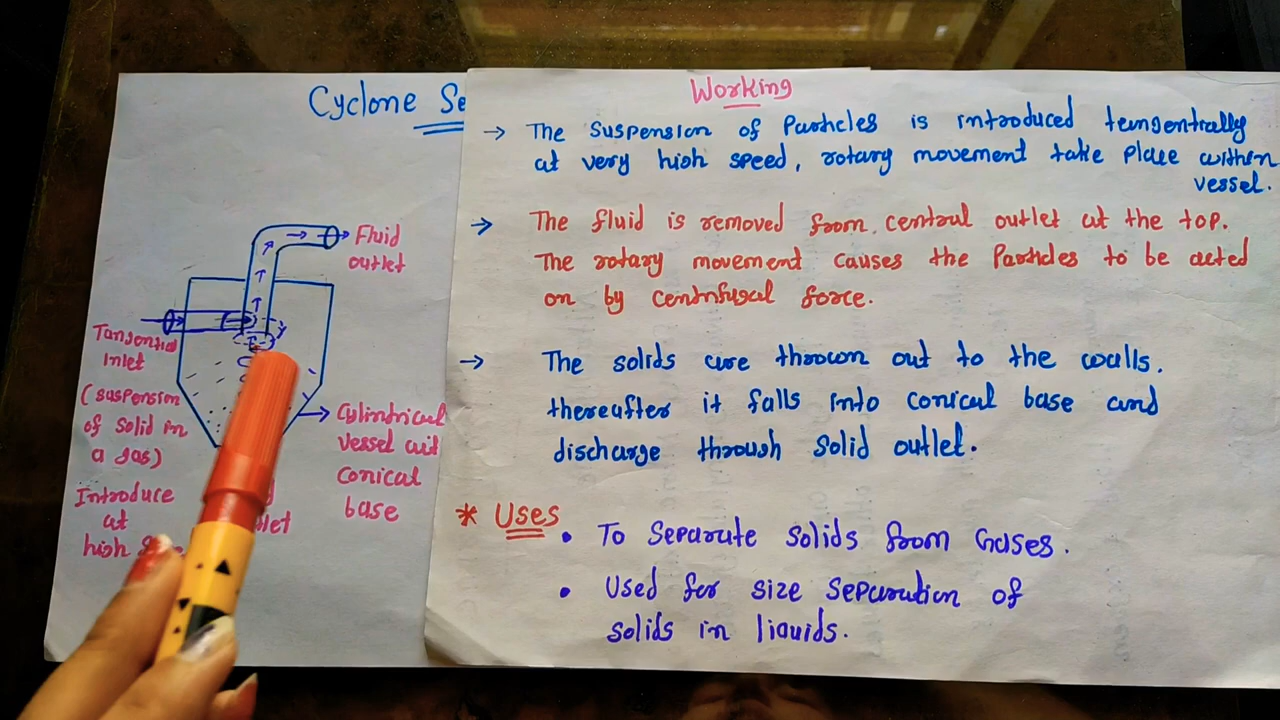 Cyclone Se
Fluid
outlet
Tangential
inlet
(suspension
of solid in
a gas)
Introduce
at
high
Cylindrical
vessel wit
Conical
base
let
Working
→ The suspension of Particles is introduced tangentrally
at very high speed, rotary movement take place within
vessel.
→ The fluid is removed from central outlet at the top.
The rotary movement causes the Particles to be acted
on by centrifugal force.
→ The solids are thrown out to the walls.
thereafter it falls into conical base and
discharge through solid outlet.
* Uses
• To Separate solids from Gases.
• Used for size separation of
solids in liquids.